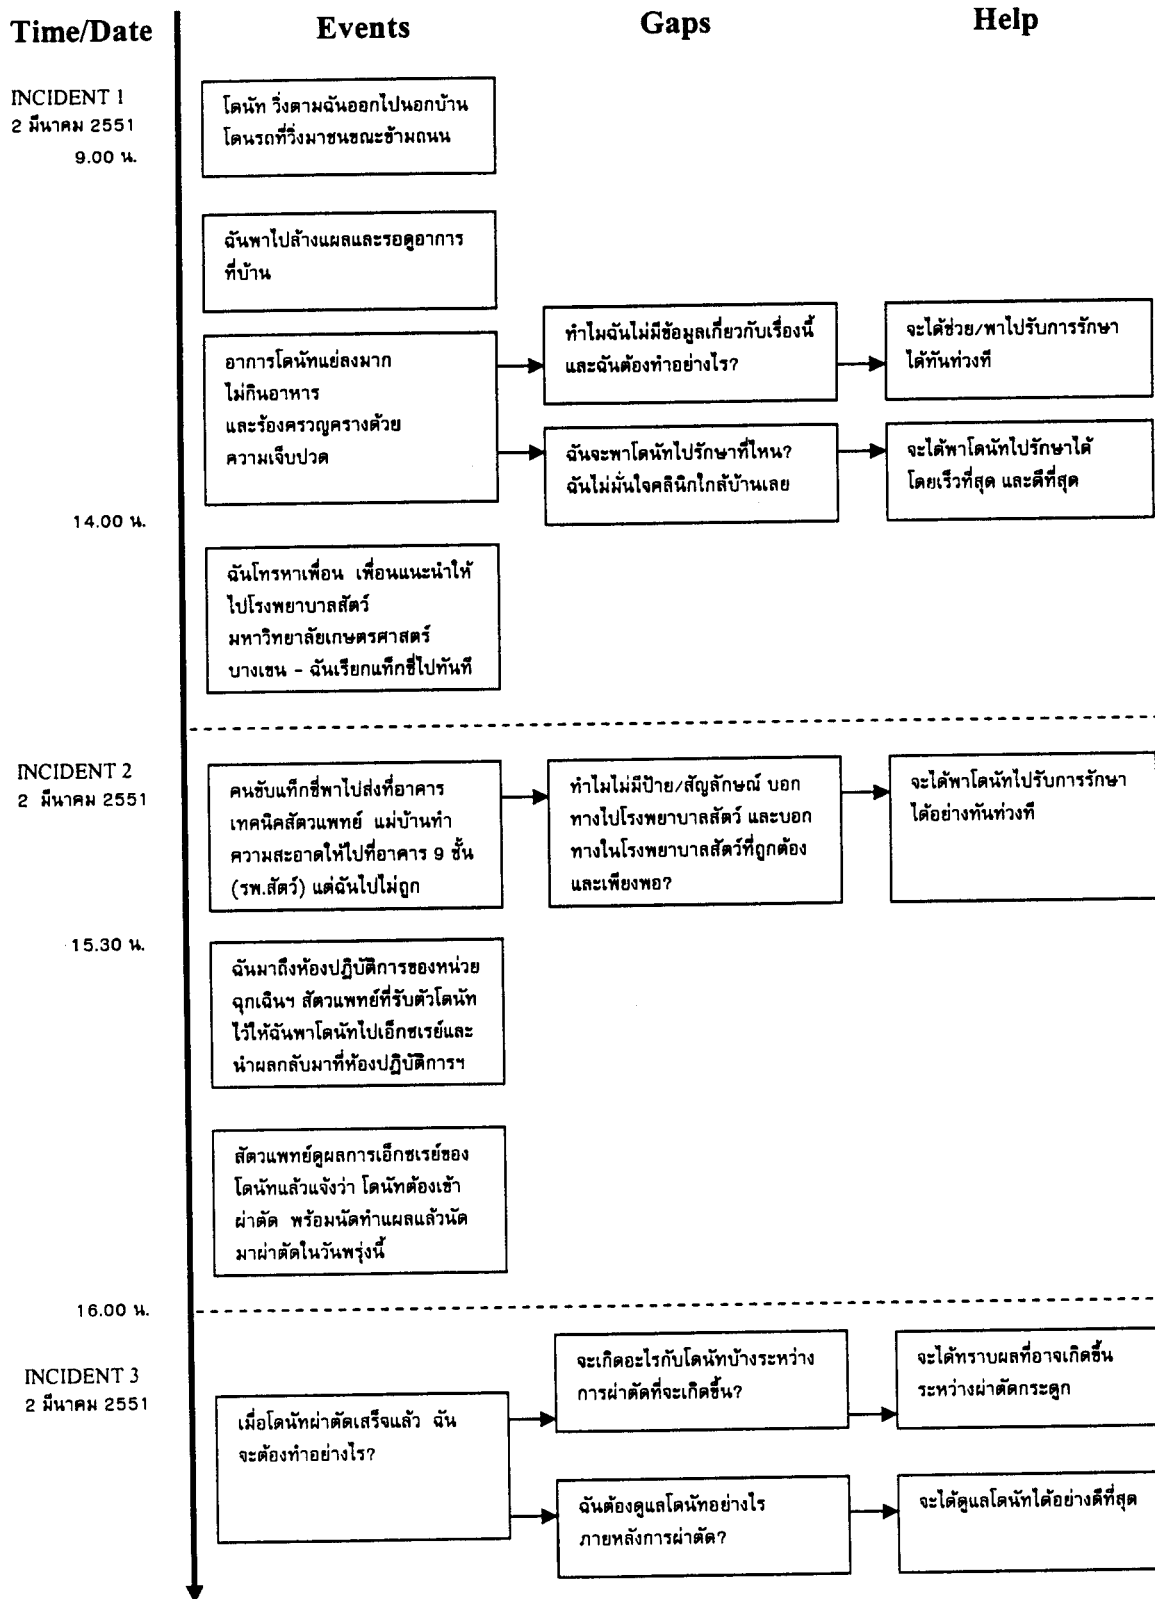 Time/Date
Events
Gaps
Help
INCIDENT 1
2 มีนาคม 2551
9.00 น.
โดนัท วิ่งตามฉันออกไปนอกบ้าน
โดนรถที่วิ่งมาชนขณะข้ามถนน
ฉันพาไปล้างแผลและรอดูอาการ
ที่บ้าน
อาการโดนัทแย่ลงมาก
ไม่กินอาหาร
และร้องครวญครางด้วย
ความเจ็บปวด
ทำไมฉันไม่มีข้อมูลเกี่ยวกับเรื่องนี้
และฉันต้องทำอย่างไร?
จะได้ช่วย/พาไปรับการรักษา
ได้ทันท่วงที
ฉันจะพาโดนัทไปรักษาที่ไหน?
ฉันไม่มั่นใจคลินิกใกล้บ้านเลย
จะได้พาโดนัทไปรักษาได้
โดยเร็วที่สุด และดีที่สุด
14.00 น.
ฉันโทรหาเพื่อน เพื่อนแนะนำให้
ไปโรงพยาบาลสัตว์
มหาวิทยาลัยเกษตรศาสตร์
บางเขน - ฉันเรียกแท็กซี่ไปทันที
INCIDENT 2
2 มีนาคม 2551
คนขับแท็กซี่พาไปส่งที่อาคาร
เทคนิคสัตวแพทย์ แม่บ้านทำ
ความสะอาดให้ไปที่อาคาร 9 ชั้น
(รพ.สัตว์) แต่ฉันไปไม่ถูก
ทำไมไม่มีป้าย/สัญลักษณ์ บอก
ทางไปโรงพยาบาลสัตว์ และบอก
ทางในโรงพยาบาลสัตว์ที่ถูกต้อง
และเพียงพอ?
จะได้พาโดนัทไปรับการรักษา
ได้อย่างทันท่วงที
15.30 น.
ฉันมาถึงห้องปฏิบัติการของหน่วย
ฉุกเฉินฯ สัตวแพทย์ที่รับตัวโดนัท
ไว้ให้ฉันพาโดนัทไปเอ็กซเรย์และ
นำผลกลับมาที่ห้องปฏิบัติการฯ
สัตวแพทย์ดูผลการเอ็กซเรย์ของ
โดนัทแล้วแจ้งว่า โดนัทต้องเข้า
ผ่าตัด พร้อมนัดทำแผลแล้วนัด
มาผ่าตัดในวันพรุ่งนี้
16.00 น.
INCIDENT 3
2 มีนาคม 2551
เมื่อโดนัทผ่าตัดเสร็จแล้ว ฉัน
จะต้องทำอย่างไร?
จะเกิดอะไรกับโดนัทบ้างระหว่าง
การผ่าตัดที่จะเกิดขึ้น?
จะได้ทราบผลที่อาจเกิดขึ้น
ระหว่างผ่าตัดกระดูก
ฉันต้องดูแลโดนัทอย่างไร
ภายหลังการผ่าตัด?
จะได้ดูแลโดนัทได้อย่างดีที่สุด